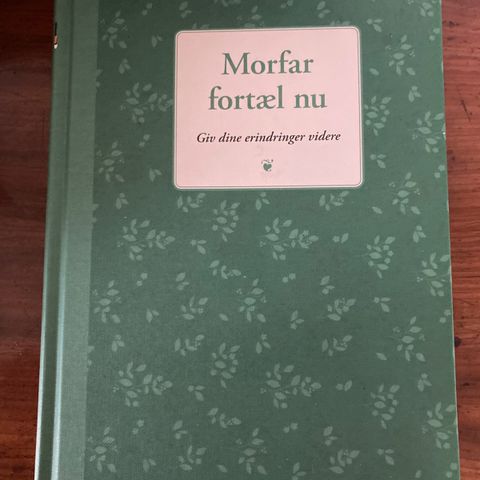 Morfar
fortæl nu
Giv dine erindringer videre